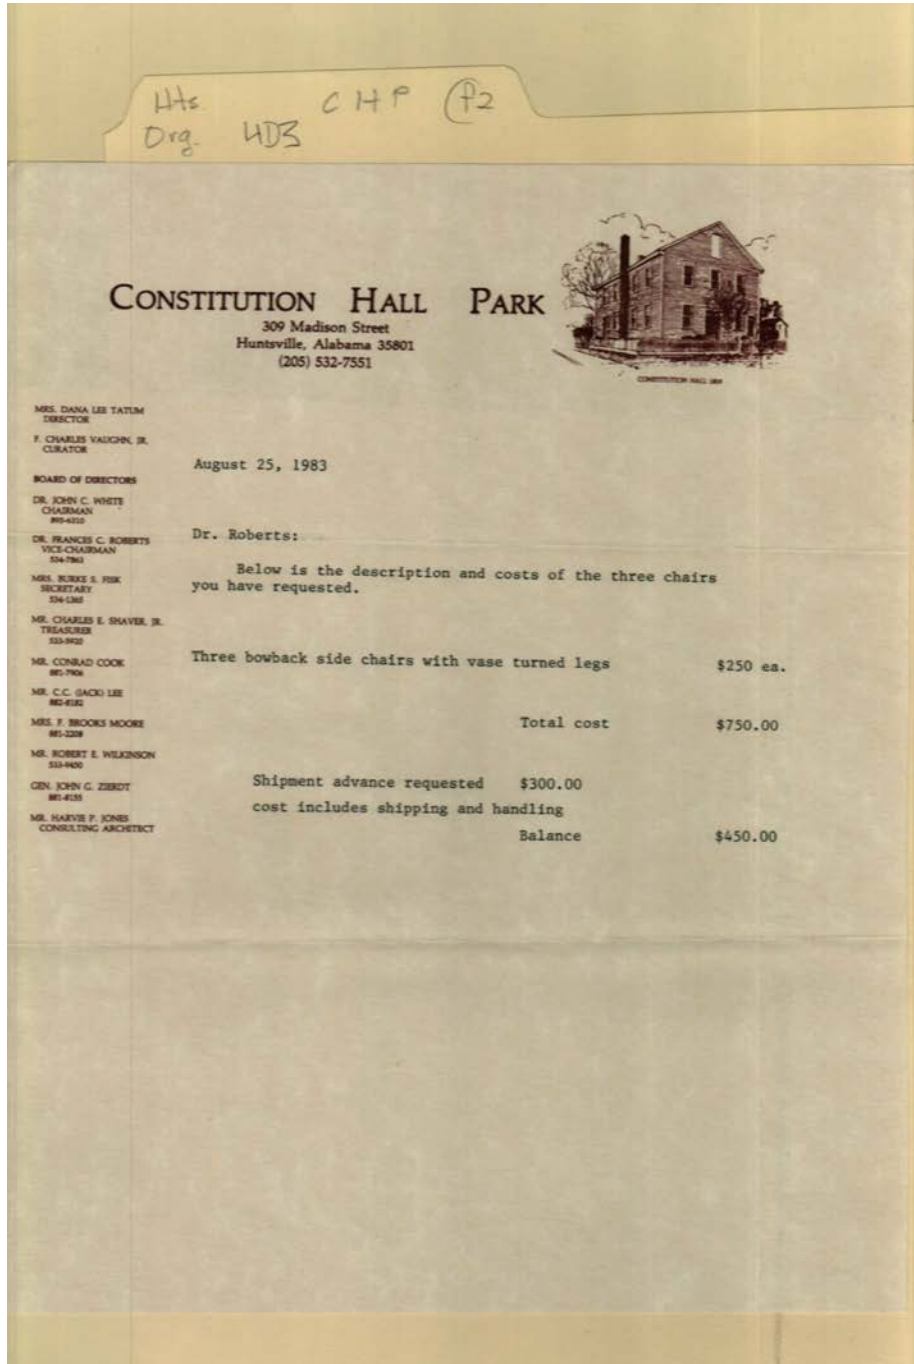 Hts. CHP P2
Org. 4D3
CONSTITUTION HALL PARK
309 Madison Street
Huntsville, Alabama 35801
(205) 532-7551
CONSTITUTION HALL
MRS. DANA LEE TATUM
DIRECTOR
F. CHARLES VAUGHN, JR.
CURATOR
BOARD OF DIRECTORS
DR. JOHN C. WHITE
CHAIRMAN
DR. FRANCES C. ROBERTS
VICE-CHAIRMAN
MRS. BURKE S. FISK
SECRETARY
MR. CHARLES E. SHAVER, JR.
TREASURER
MR. CONRAD COOK
MR. C.C. (JACK) LEE
MRS. F. BROOKS MOORE
881-2208
MR. ROBERT E. WILKINSON
GEN. JOHN G. ZIERDT
MR. HARVIE P. JONES
CONSULTING ARCHITECT
August 25, 1983
Dr. Roberts:
Below is the description and costs of the three chairs
you have requested.
Three bowback side chairs with vase turned legs $250 ea.
Total cost $750.00
Shipment advance requested $300.00
cost includes shipping and handling
Balance $450.00